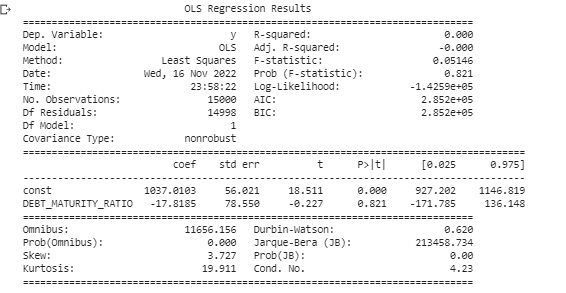 OLS Regression Results
==============================================================================
Dep. Variable: y R-squared: 0.000
Model: OLS Adj. R-squared: -0.000
Method: Least Squares F-statistic: 0.05146
Date: Wed, 16 Nov 2022 Prob (F-statistic): 0.821
Time: 23:58:22 Log-Likelihood: -1.4259e+05
No. Observations: 15000 AIC: 2.852e+05
Df Residuals: 14998 BIC: 2.852e+05
Df Model: 1
Covariance Type: nonrobust
=======================================================================================
coef std err t P>|t| [0.025 0.975]
---------------------------------------------------------------------------------------
const 1037.0103 56.021 18.511 0.000 927.202 1146.819
DEBT_MATURITY_RATIO -17.8185 78.550 -0.227 0.821 -171.785 136.148
==============================================================================
Omnibus: 11656.156 Durbin-Watson: 0.620
Prob(Omnibus): 0.000 Jarque-Bera (JB): 213458.734
Skew: 3.727 Prob(JB): 0.00
Kurtosis: 19.911 Cond. No. 4.23
==============================================================================